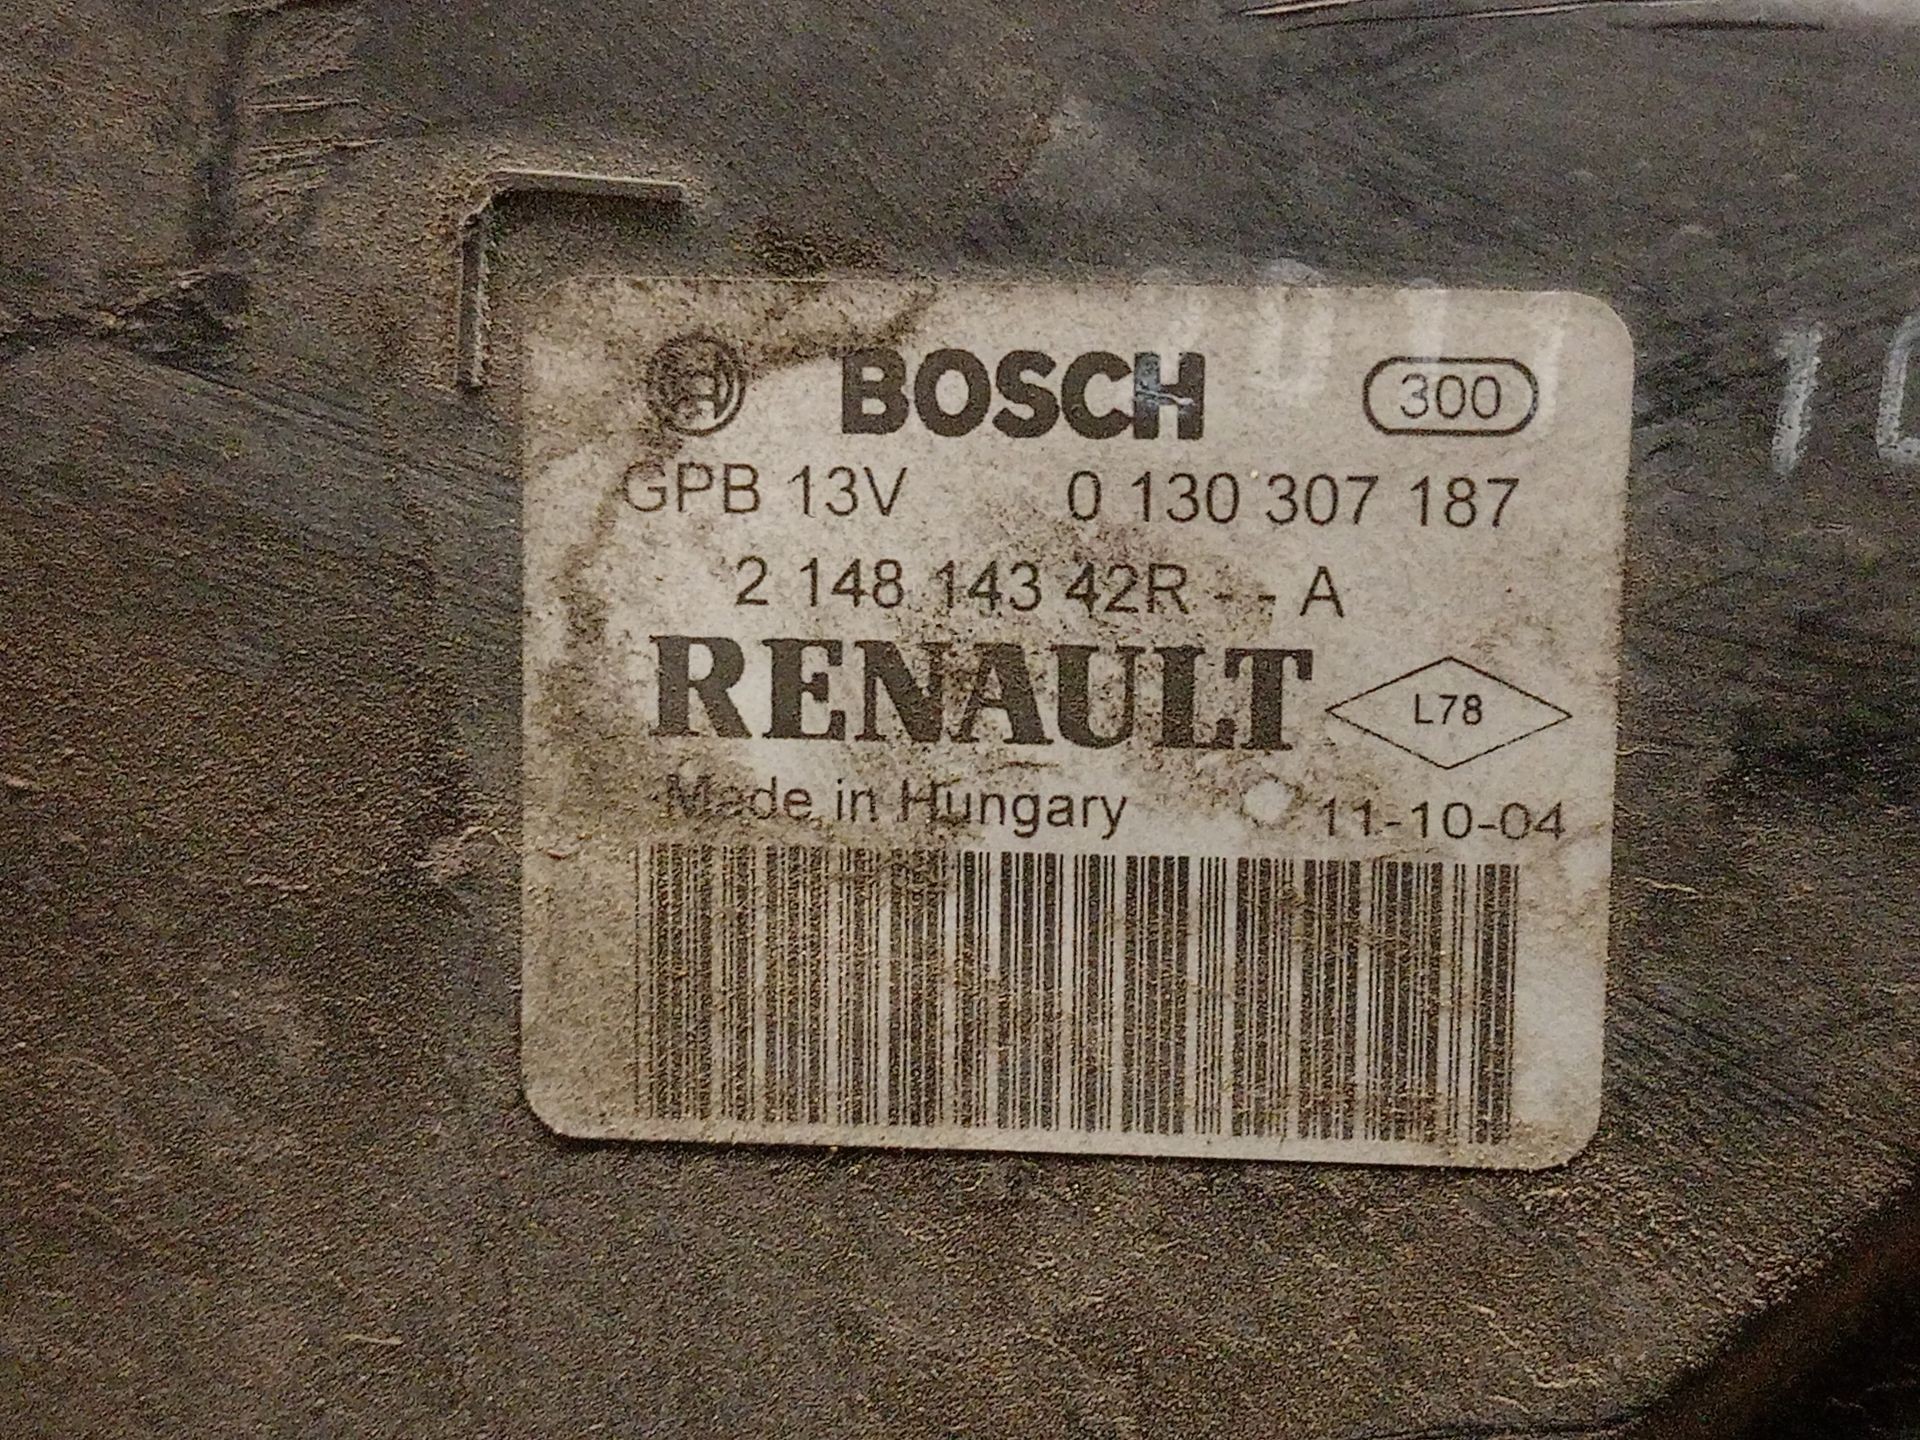 BOSCH 300
GPB 13V 0 130 307 187
2 148 143 42R - - A
RENAULT L78
Made in Hungary 11-10-04